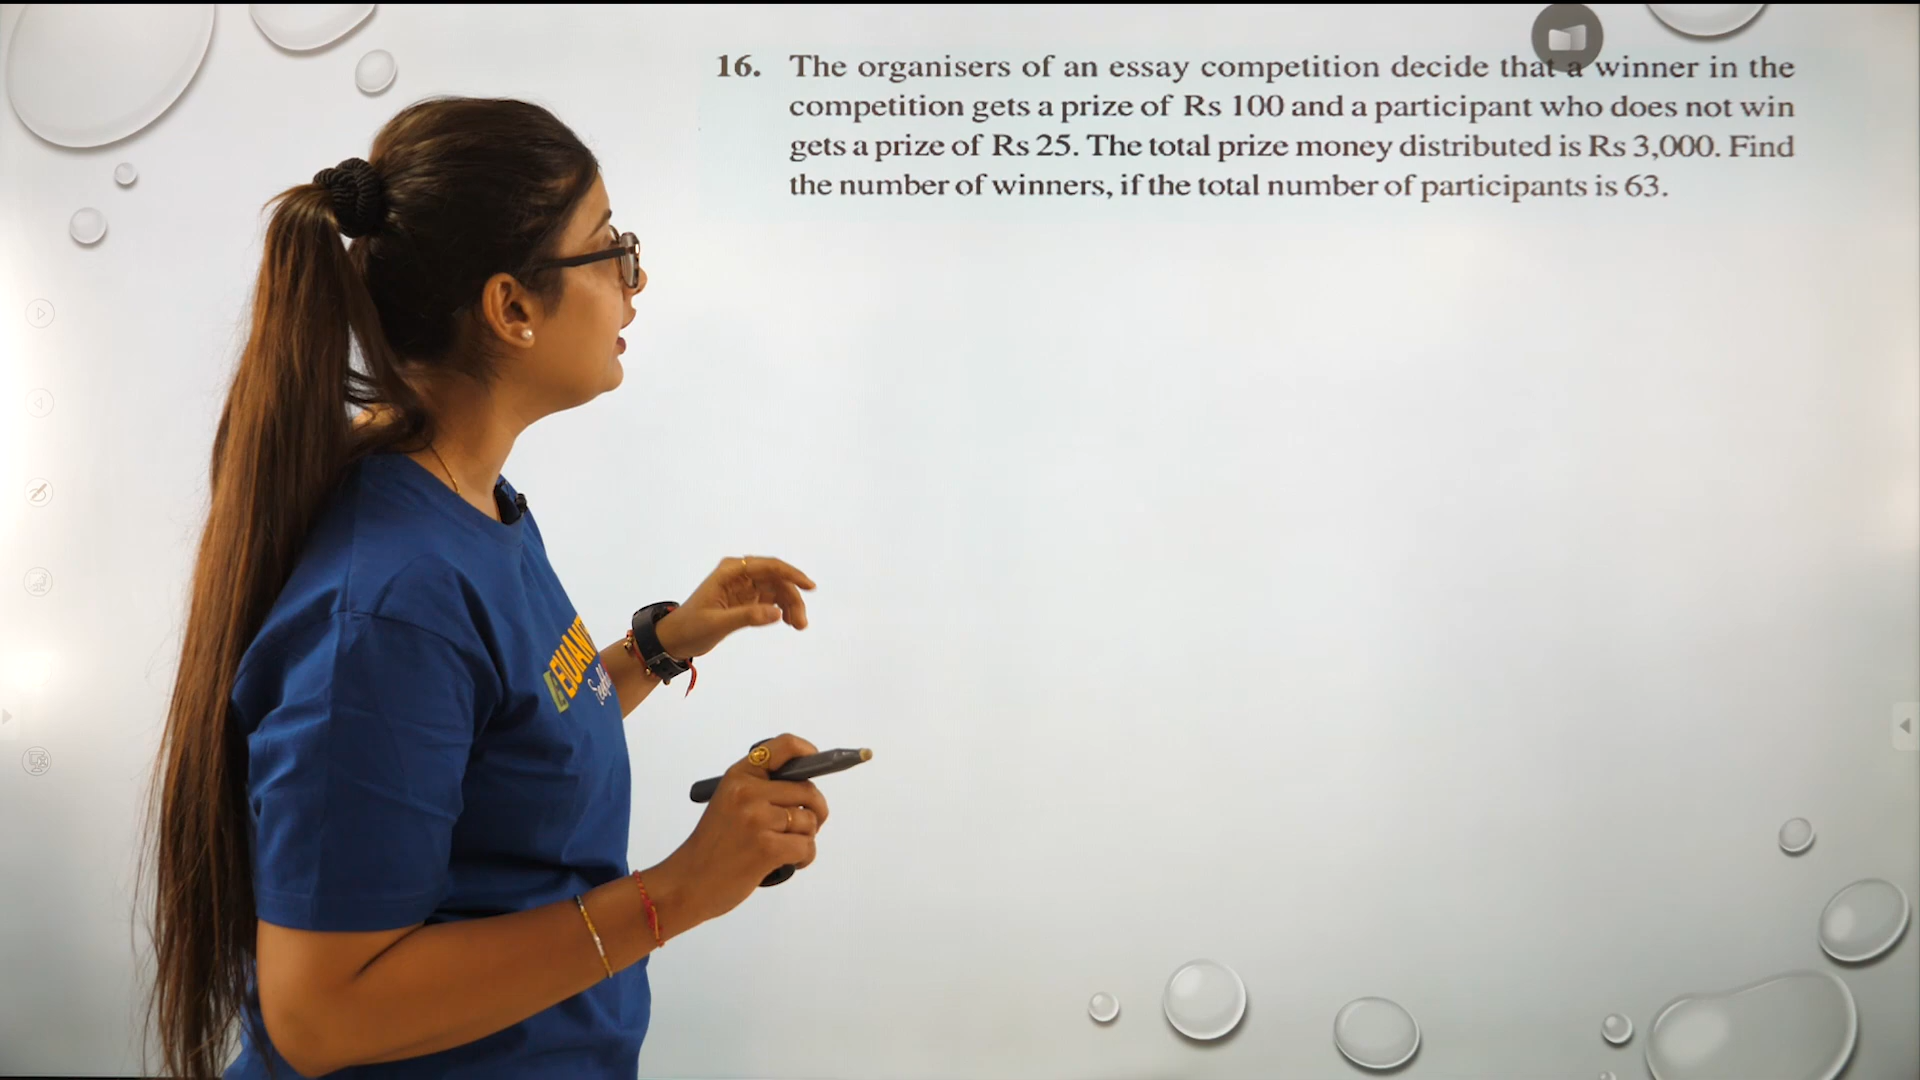 16. The organisers of an essay competition decide that a winner in the
competition gets a prize of Rs 100 and a participant who does not win
gets a prize of Rs 25. The total prize money distributed is Rs 3,000. Find
the number of winners, if the total number of participants is 63.